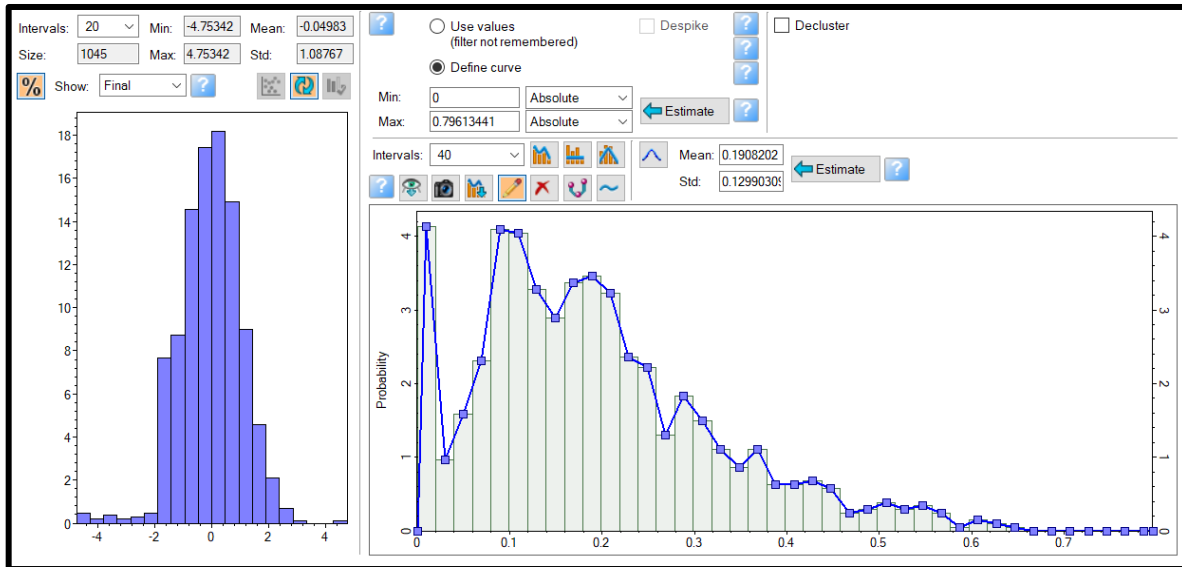 Intervals: 20 Min: -4.75342 Mean: -0.04983
Size: 1045 Max: 4.75342 Std: 1.08767
% Show: Final ?
18
16
14
12
10
8
6
4
2
0
-4 -2 0 2 4
? Use values Despike ? Decluster
(filter not remembered) ?
Define curve ?
Min: 0 Absolute
Max: 0.79613441 Absolute Estimate ?
Intervals: 40 Mean: 0.1908202
Std: 0.1299030 Estimate ?
?
Probability
4 4
3 3
2 2
1 1
0 0
0 0.1 0.2 0.3 0.4 0.5 0.6 0.7